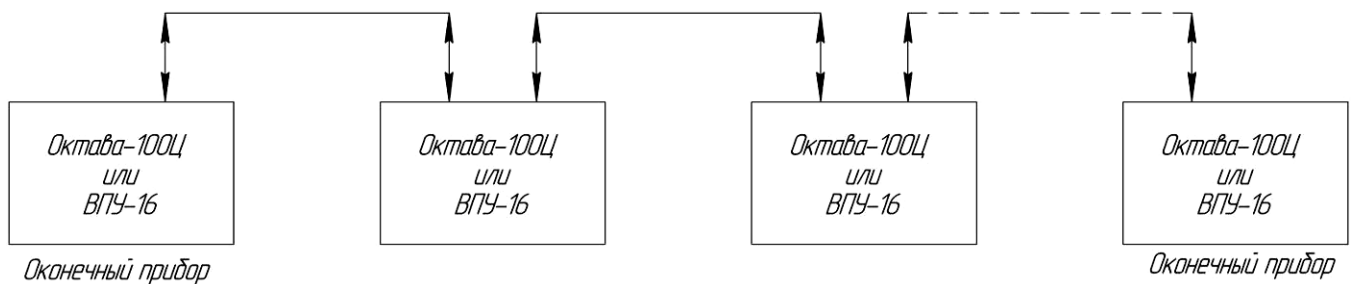 Октава-100Ц
или
ВПУ-16
Октава-100Ц
или
ВПУ-16
Октава-100Ц
или
ВПУ-16
Октава-100Ц
или
ВПУ-16
Оконечный прибор
Оконечный прибор